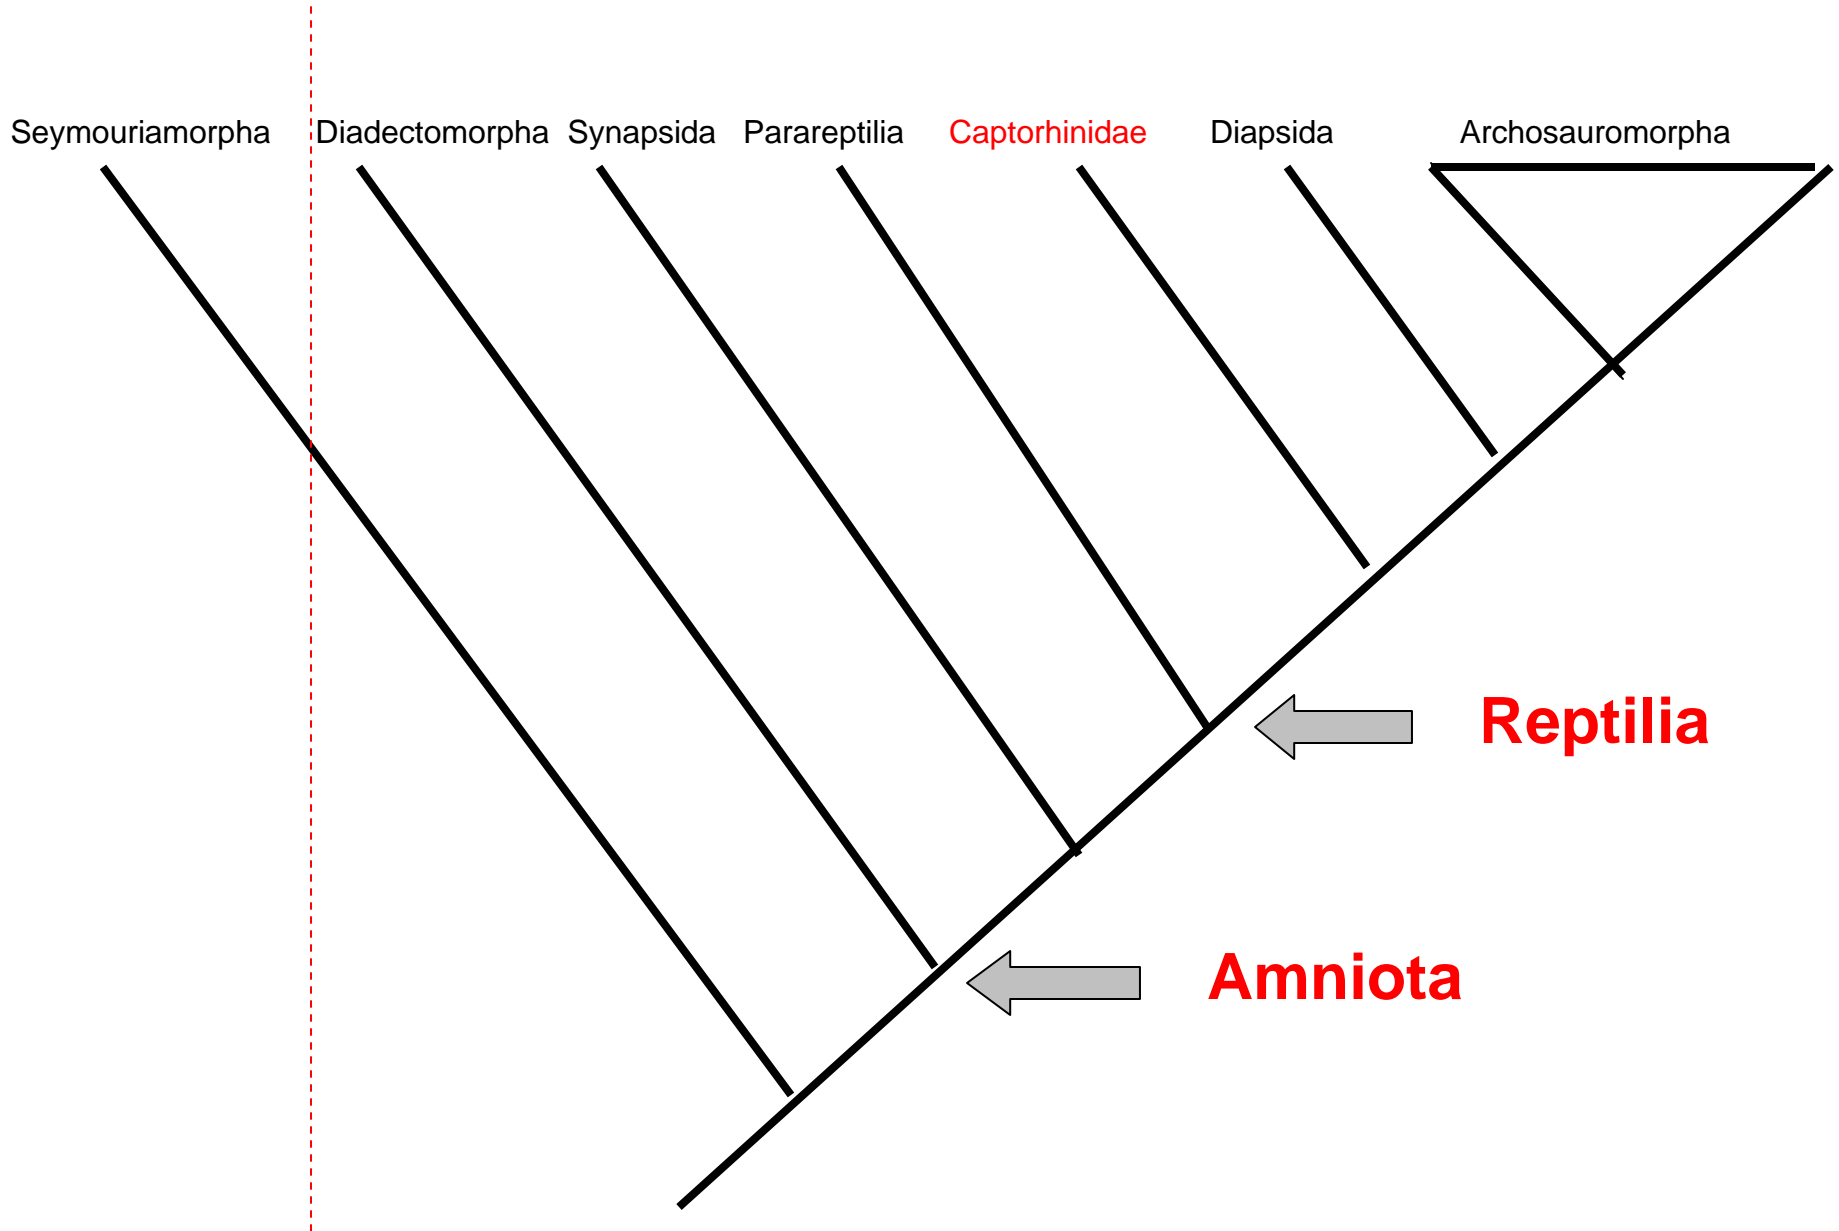 Seymouriamorpha Diadectomorpha Synapsida Parareptilia Captorhinidae Diapsida Archosauromorpha
Reptilia
Amniota